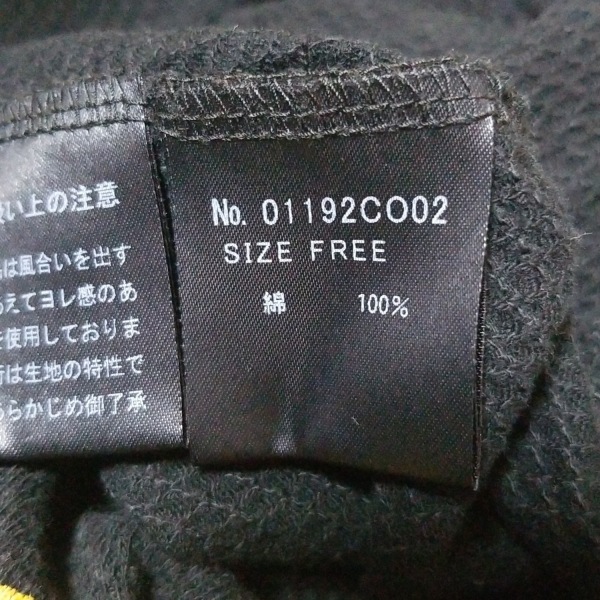 い上の注意
は風合いを出す
えてヨレ感のあ
使用しておりま
は生地の特性で
らかじめ御了承
No. 01192CO02
SIZE FREE
綿 100%